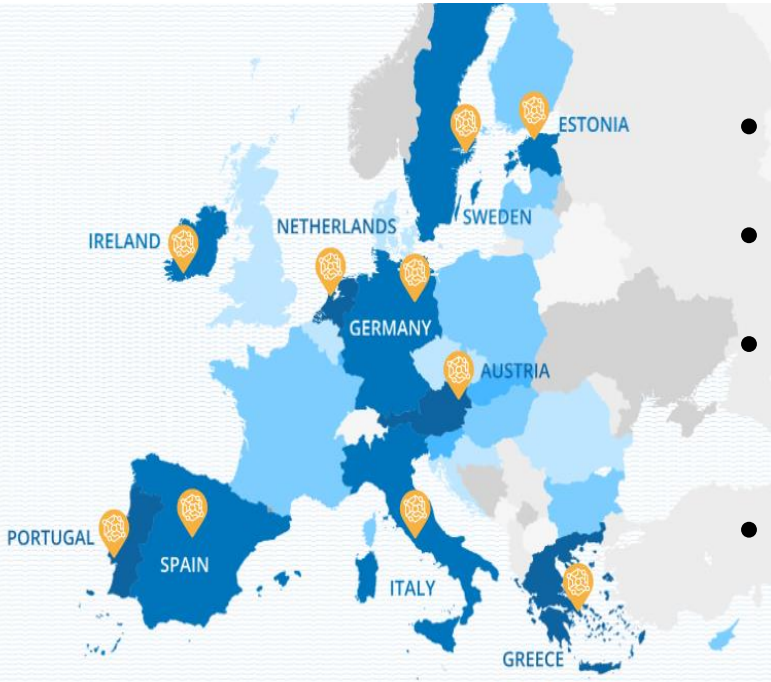 ESTONIA
SWEDEN
NETHERLANDS
IRELAND
GERMANY
AUSTRIA
PORTUGAL
SPAIN
ITALY
GREECE